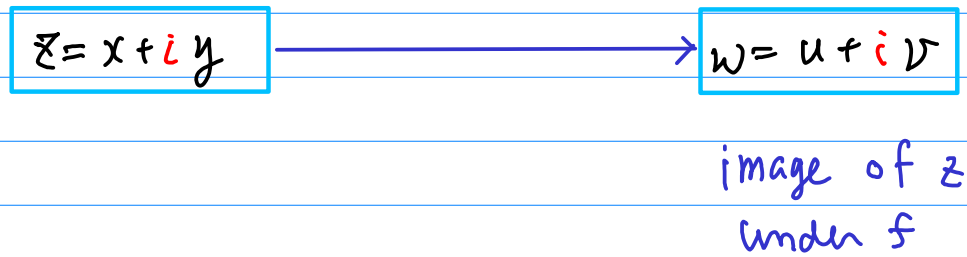 z = x + i y w = u + i v
image of z
under f